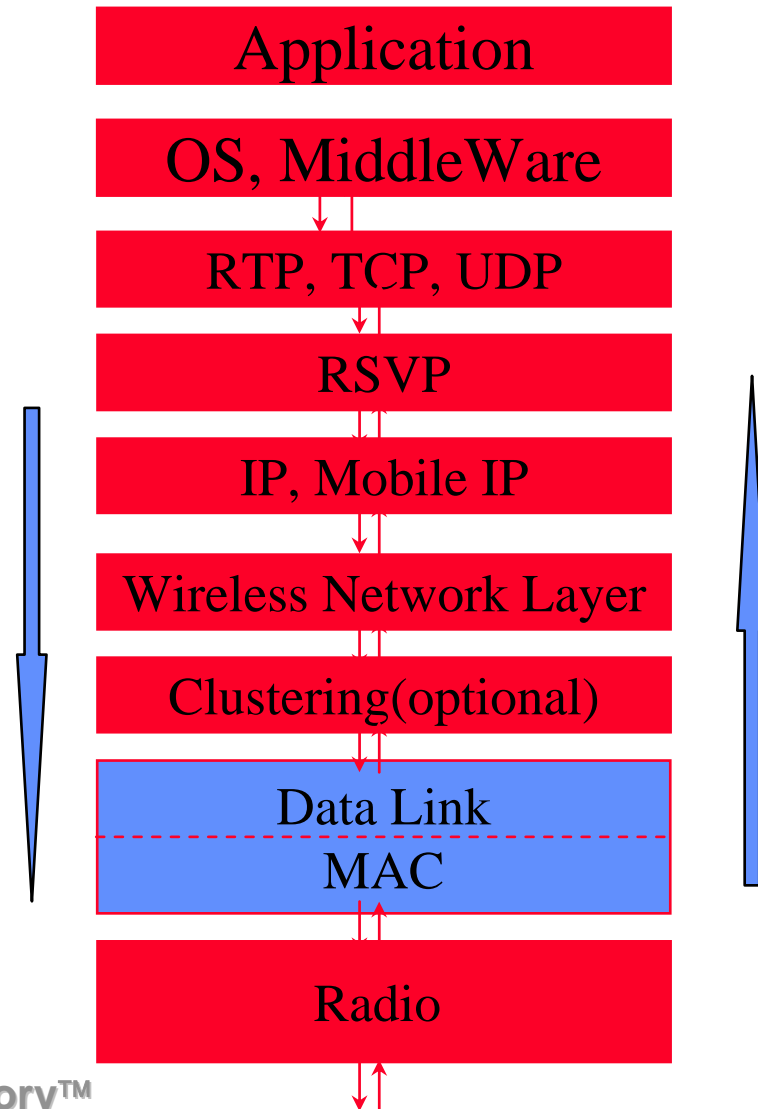 Application
OS, MiddleWare
RTP, TCP, UDP
RSVP
IP, Mobile IP
Wireless Network Layer
Clustering(optional)
Data Link
MAC
Radio